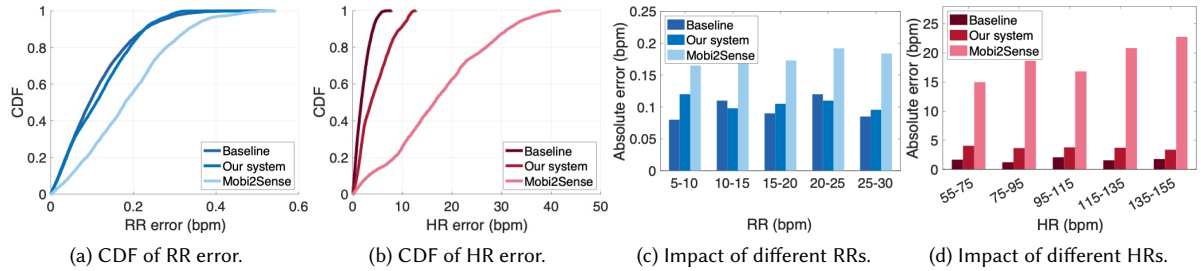 CDF
1
0.8
0.6
0.4
0.2
0
0
0.2
0.4
0.6
Baseline
Our system
Mobi2Sense
RR error (bpm)
(a) CDF of RR error.
CDF
1
0.8
0.6
0.4
0.2
0
0
10
20
30
40
50
Baseline
Our system
Mobi2Sense
HR error (bpm)
(b) CDF of HR error.
Absolute error (bpm)
0.25
0.2
0.15
0.1
0.05
0
Baseline
Our system
Mobi2Sense
5-10
10-15
15-20
20-25
25-30
RR (bpm)
(c) Impact of different RRs.
Absolute error (bpm)
25
20
15
10
5
0
Baseline
Our system
Mobi2Sense
55-75
75-95
95-115
115-135
135-155
HR (bpm)
(d) Impact of different HRs.